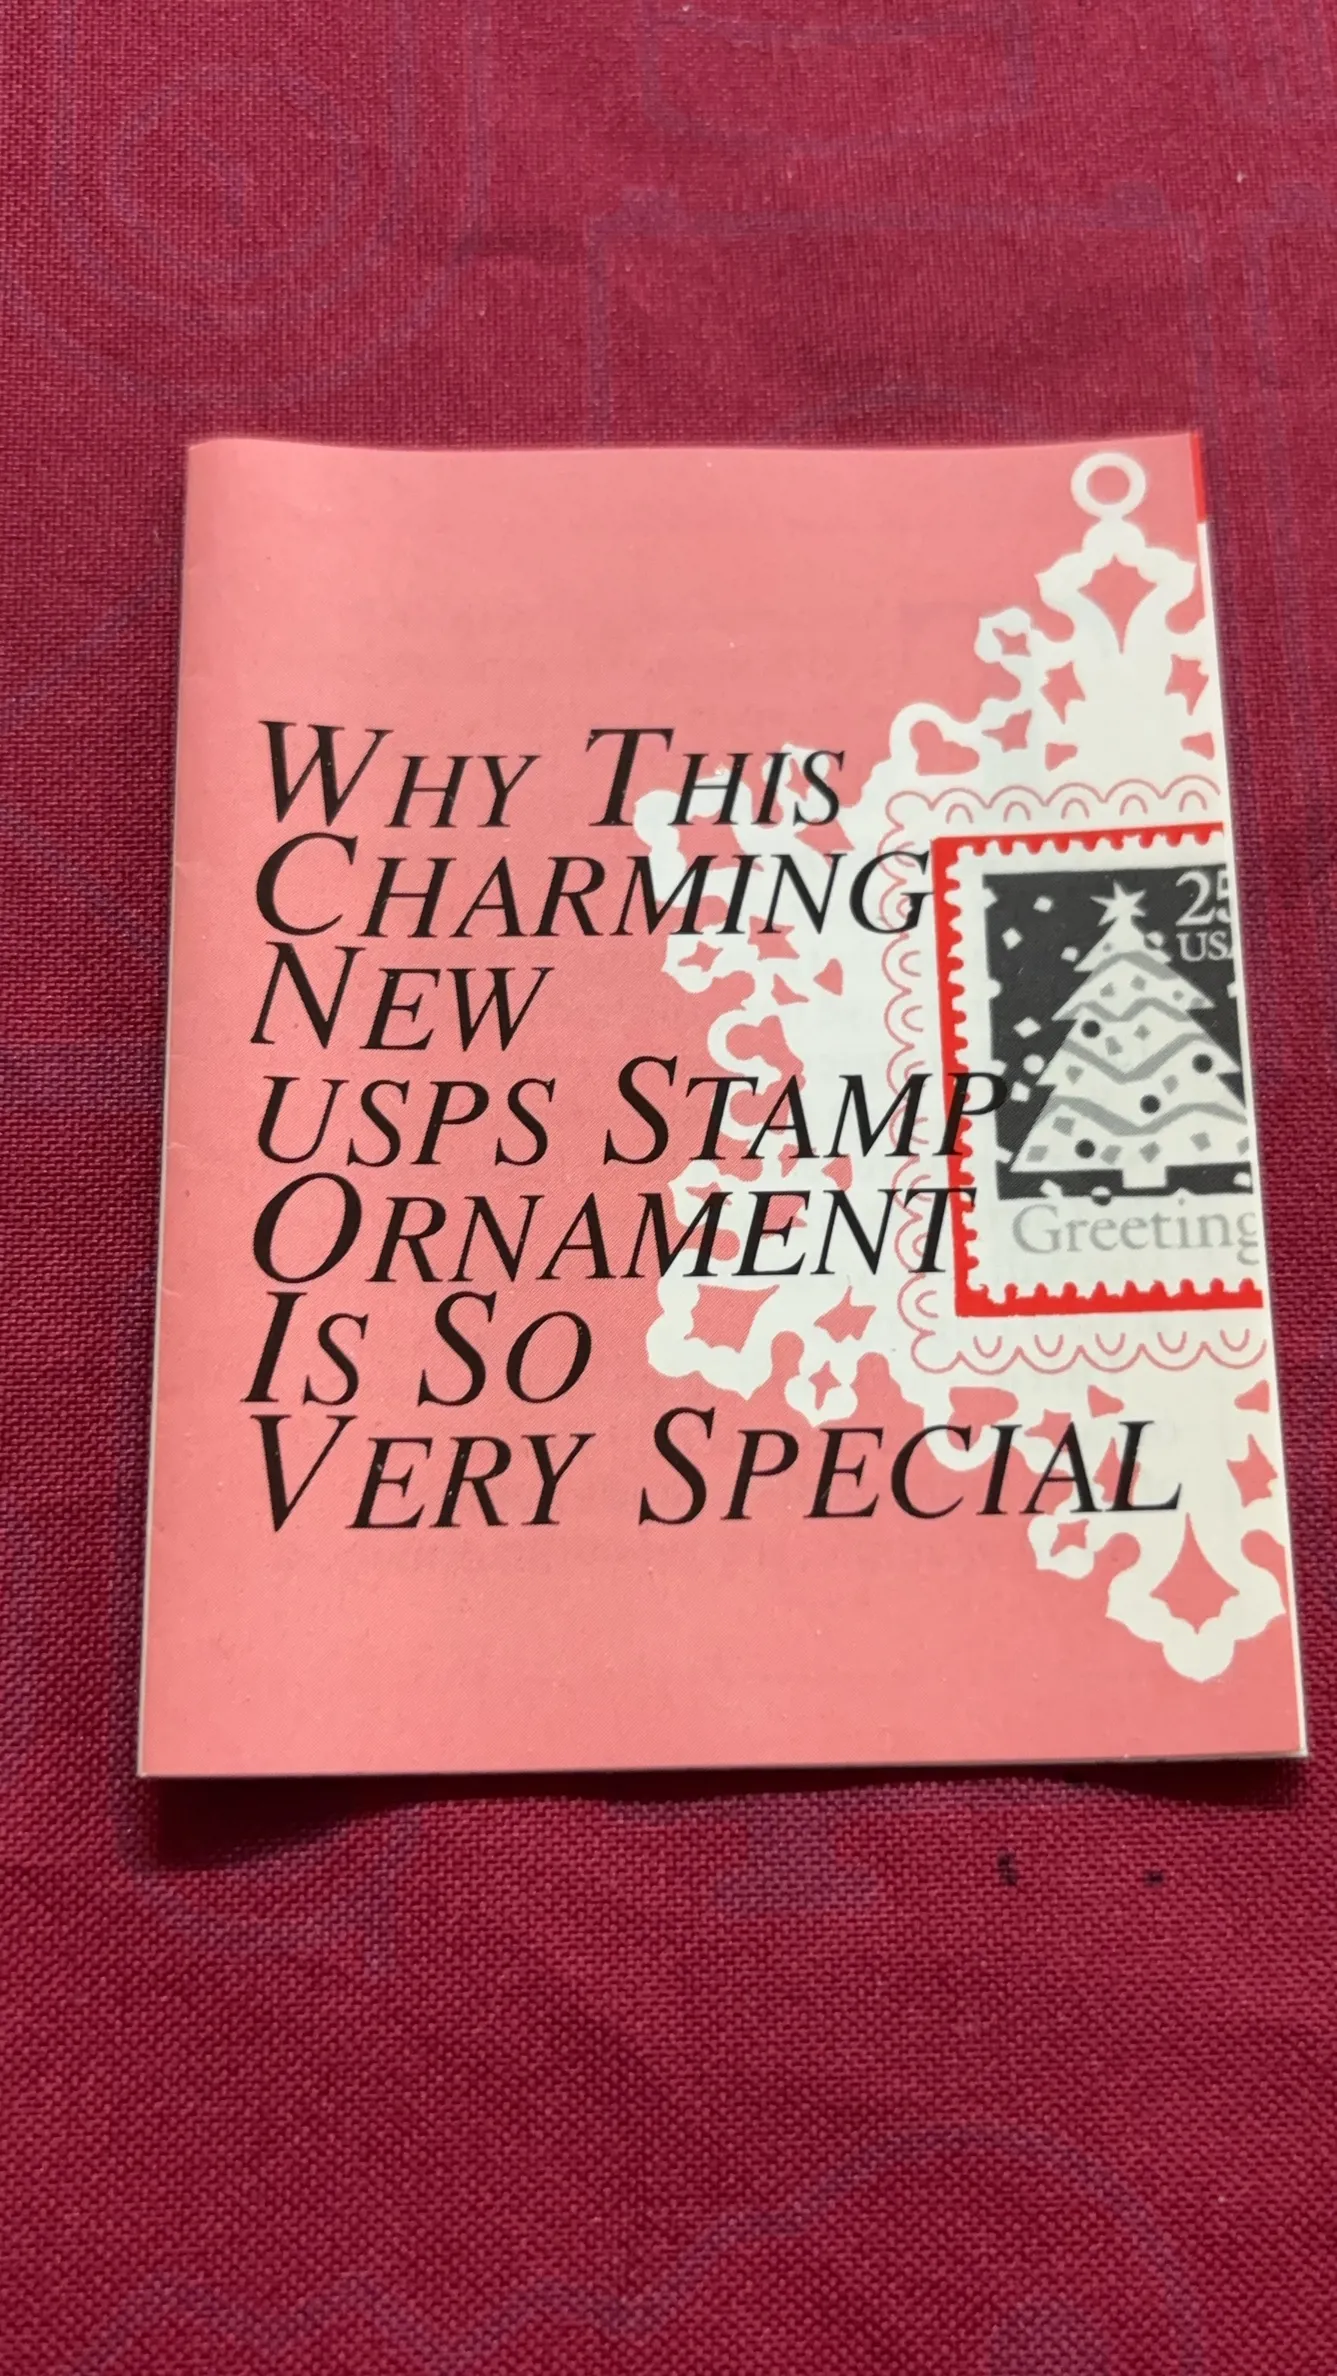 WHY THIS
CHARMING
NEW
USPS STAMP
ORNAMENT
IS SO
VERY SPECIAL
25
USA
Greeting